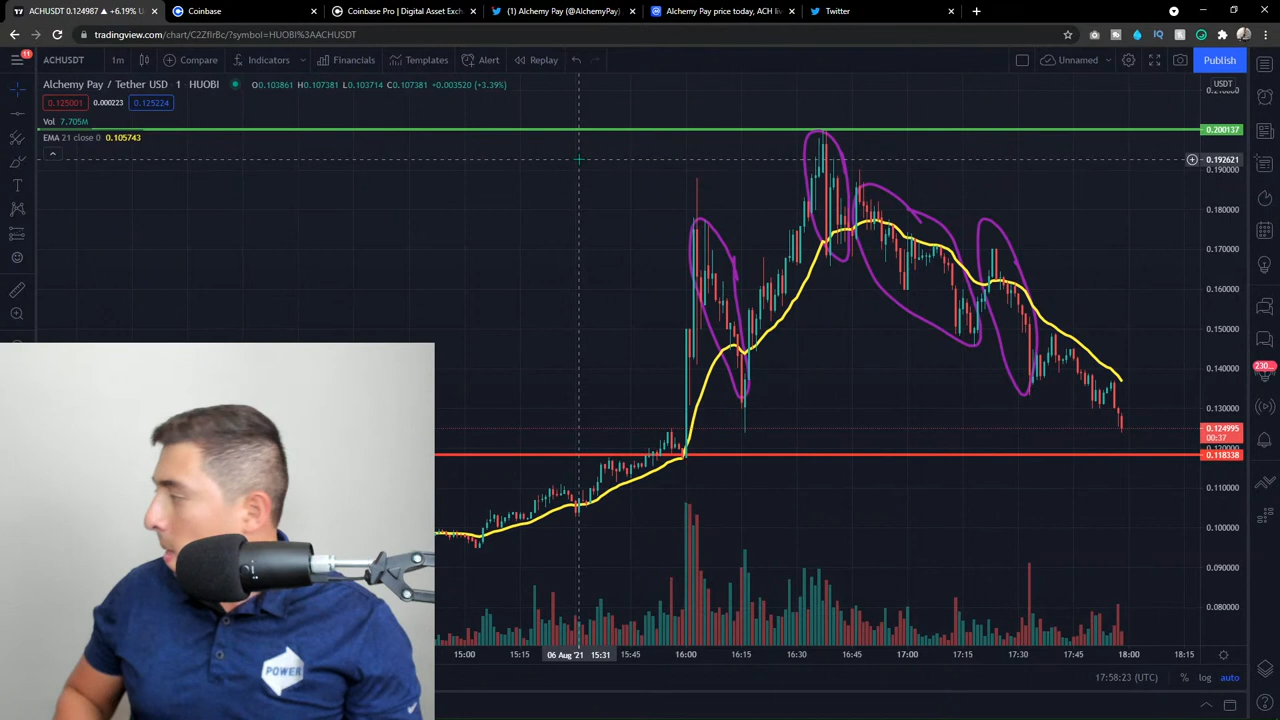 ACHUSDT 0.124987 ▲ +6.19% U
Coinbase
Coinbase Pro | Digital Asset Exch
(1) Alchemy Pay (@AlchemyPay)
Alchemy Pay price today, ACH liv
Twitter
tradingview.com/chart/C2ZfIrBc/?symbol=HUOBI%3AACHUSDT
11
ACHUSDT
1m
Compare
Indicators
Financials
Templates
Alert
Replay
Unnamed
Publish
Alchemy Pay / Tether USD · 1 · HUOBI
O0.103861 H0.107381 L0.103714 C0.107381 +0.003520 (+3.39%)
USDT
0.125001
0.000223
0.125224
Vol 7.705M
EMA 21 close 0 0.105743
0.200137
0.192621
0.190000
0.180000
0.170000
0.160000
0.150000
0.140000
0.130000
0.124995
00:37
0.118338
0.110000
0.100000
0.090000
0.080000
230
POWER
15:00
15:15
06 Aug '21 15:31
15:45
16:00
16:15
16:30
16:45
17:00
17:15
17:30
17:45
18:00
18:15
17:58:23 (UTC)
%
log
auto